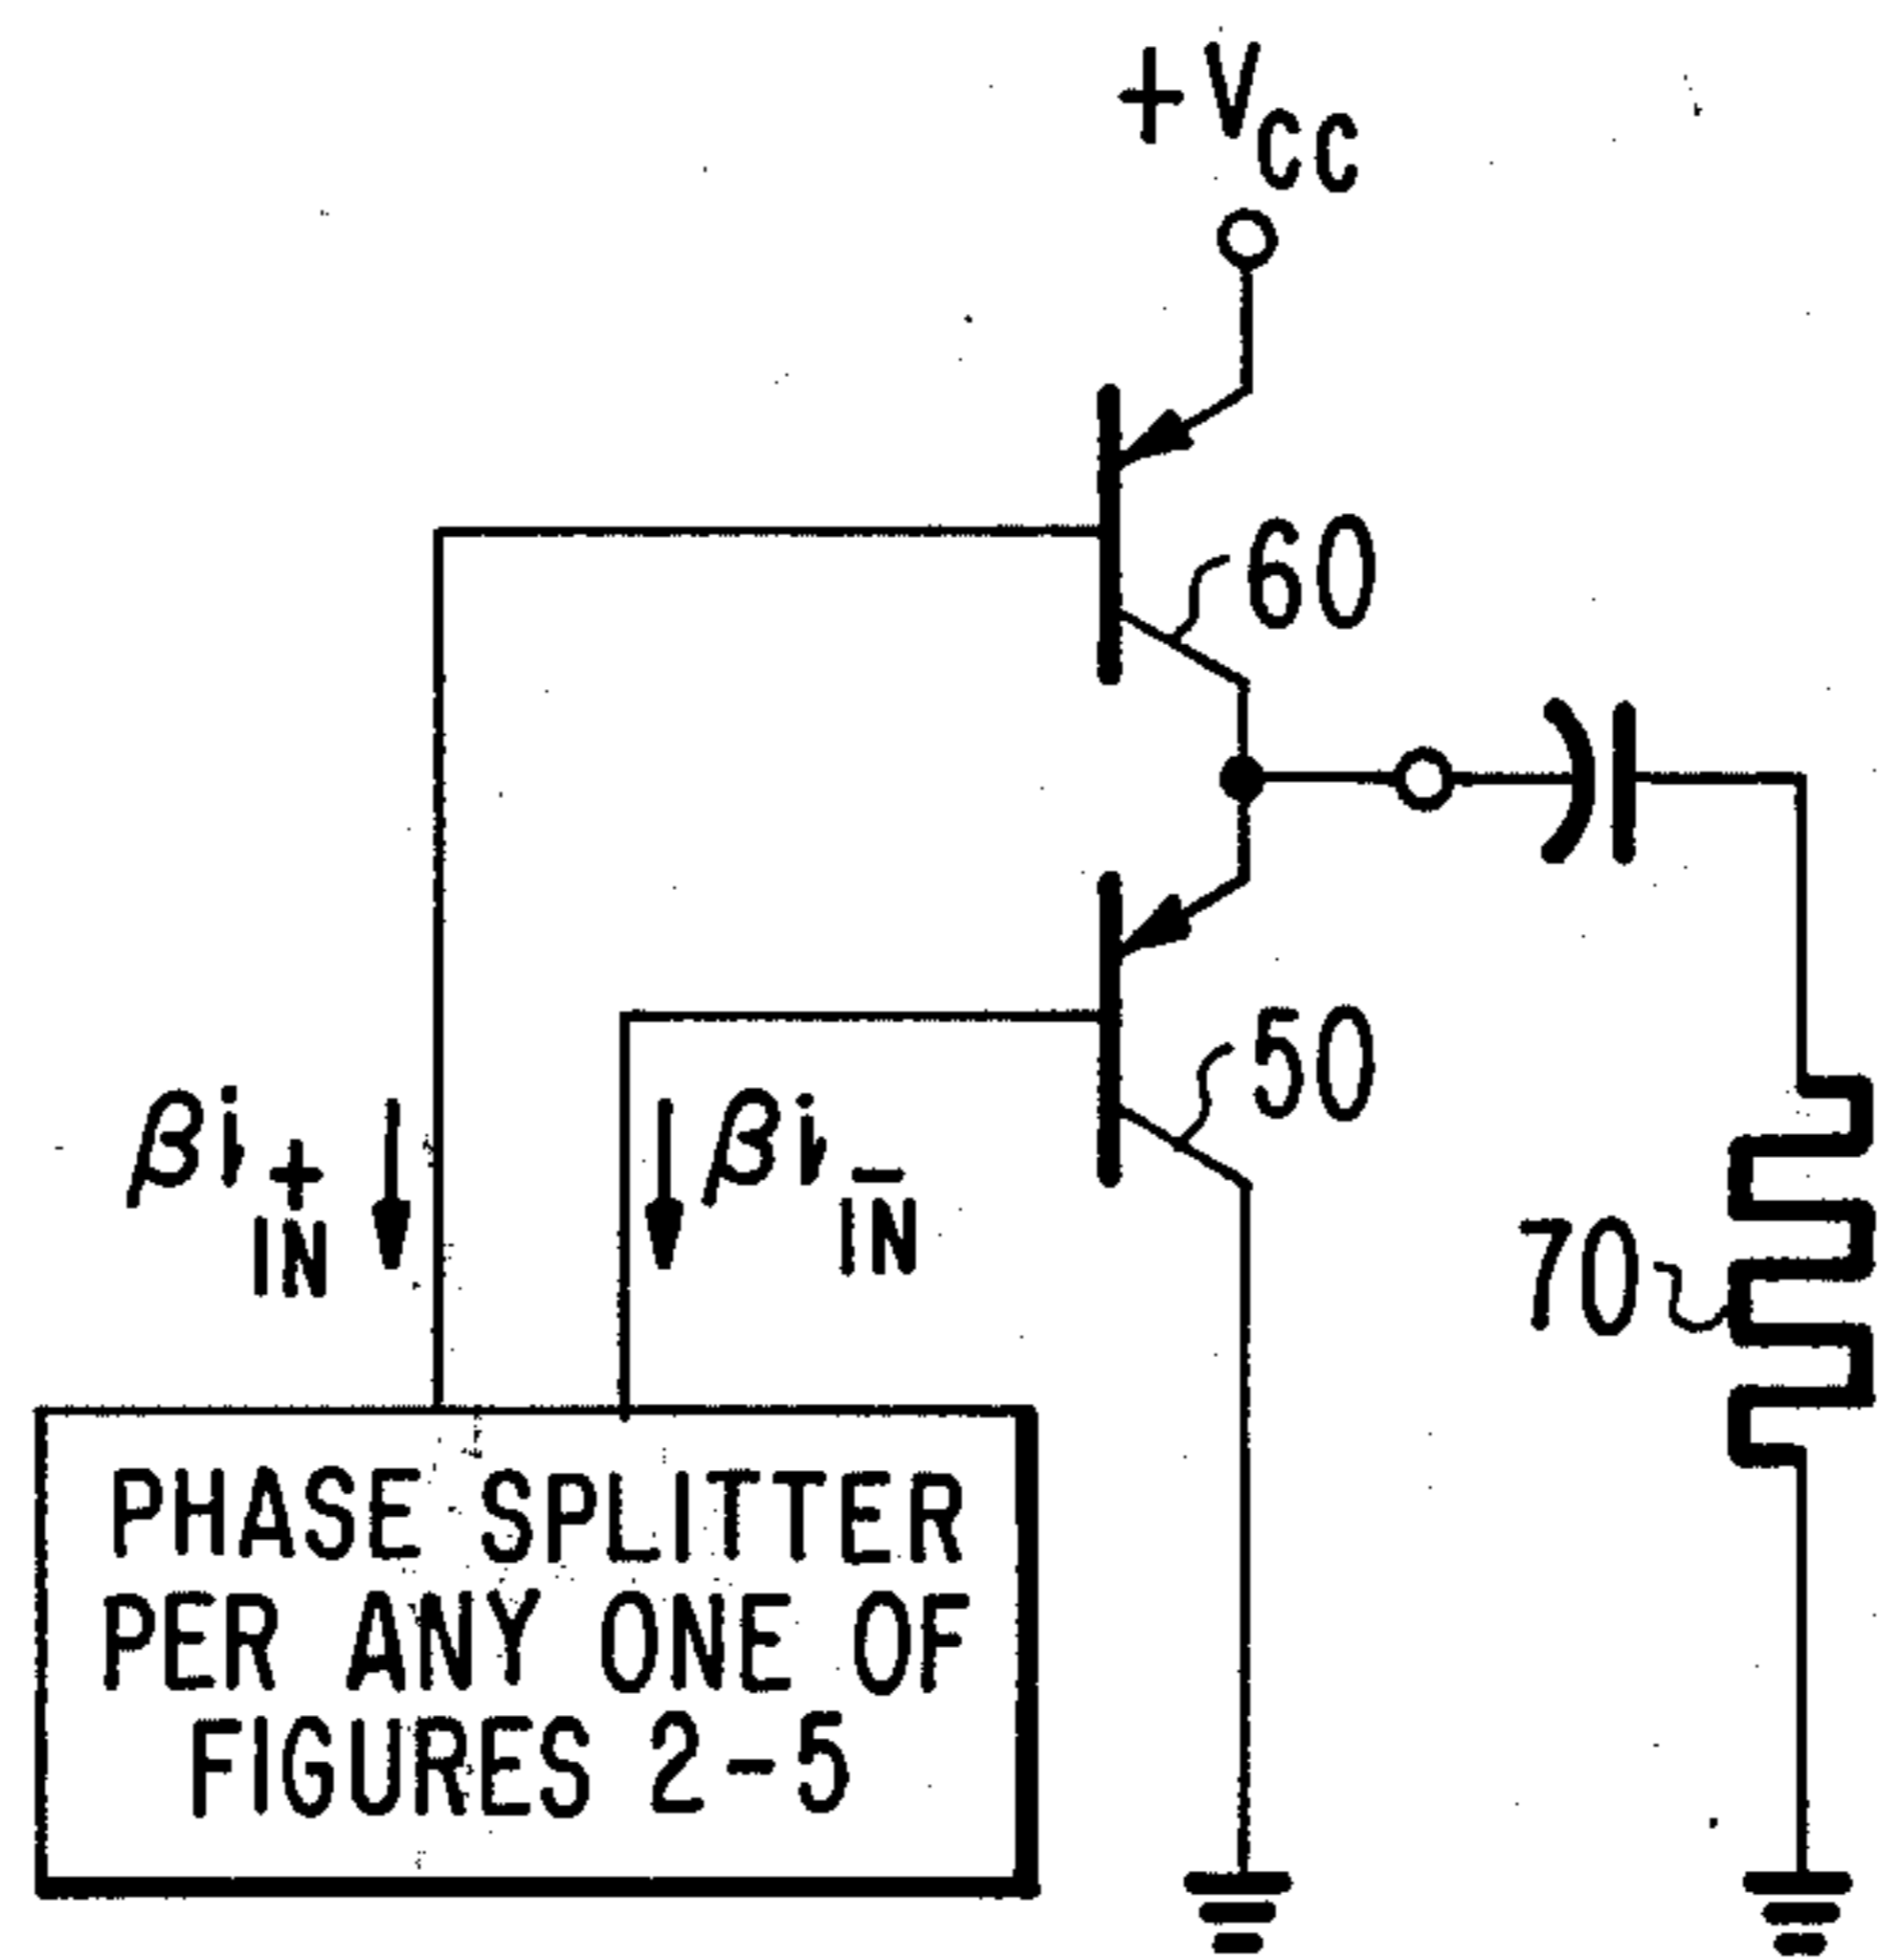 +VCC
60
50
βi+IN
βi-IN
70
PHASE SPLITTER
PER ANY ONE OF
FIGURES 2-5